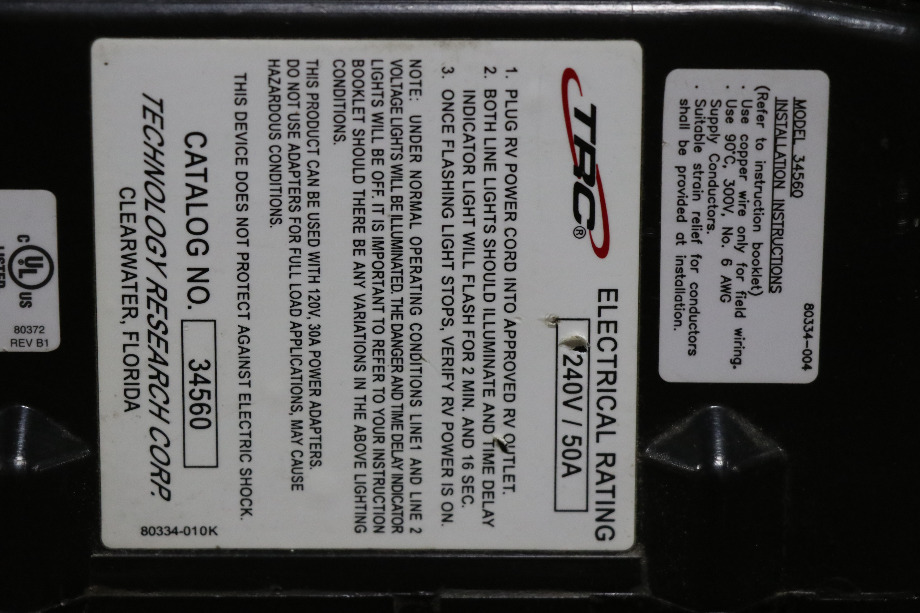 MODEL 34560
INSTALLATION INSTRUCTIONS
(Refer to instruction booklet)
· Use copper wire only for field wiring.
· Use 90°C, 300V, No. 6 AWG
Supply Conductors.
· Suitable strain relief for conductors
shall be provided at installation.
80334-004
TRC®
ELECTRICAL RATING
240V / 50A
1. PLUG RV POWER CORD INTO APPROVED RV OUTLET.
2. BOTH LINE LIGHTS SHOULD ILLUMINATE AND TIME DELAY
INDICATOR LIGHT WILL FLASH FOR 2 MIN. AND 16 SEC.
3. ONCE FLASHING LIGHT STOPS, VERIFY RV POWER IS ON.
NOTE: UNDER NORMAL OPERATING CONDITIONS LINE1 AND LINE 2
VOLTAGE LIGHTS WILL BE ILLUMINATED. THE DANGER AND TIME DELAY INDICATOR
LIGHTS WILL BE OFF. IT IS IMPORTANT TO REFER TO YOUR INSTRUCTION
BOOKLET SHOULD THERE BE ANY VARIATIONS IN THE ABOVE LIGHTING
CONDITIONS.
THIS PRODUCT CAN BE USED WITH 120V, 30A POWER ADAPTERS.
DO NOT USE ADAPTERS FOR FULL LOAD APPLICATIONS, MAY CAUSE
HAZARDOUS CONDITIONS.
THIS DEVICE DOES NOT PROTECT AGAINST ELECTRIC SHOCK.
CATALOG NO. 34560
TECHNOLOGY RESEARCH CORP.
CLEARWATER, FLORIDA
80334-010K
C UL US
LISTED
80372
REV B1